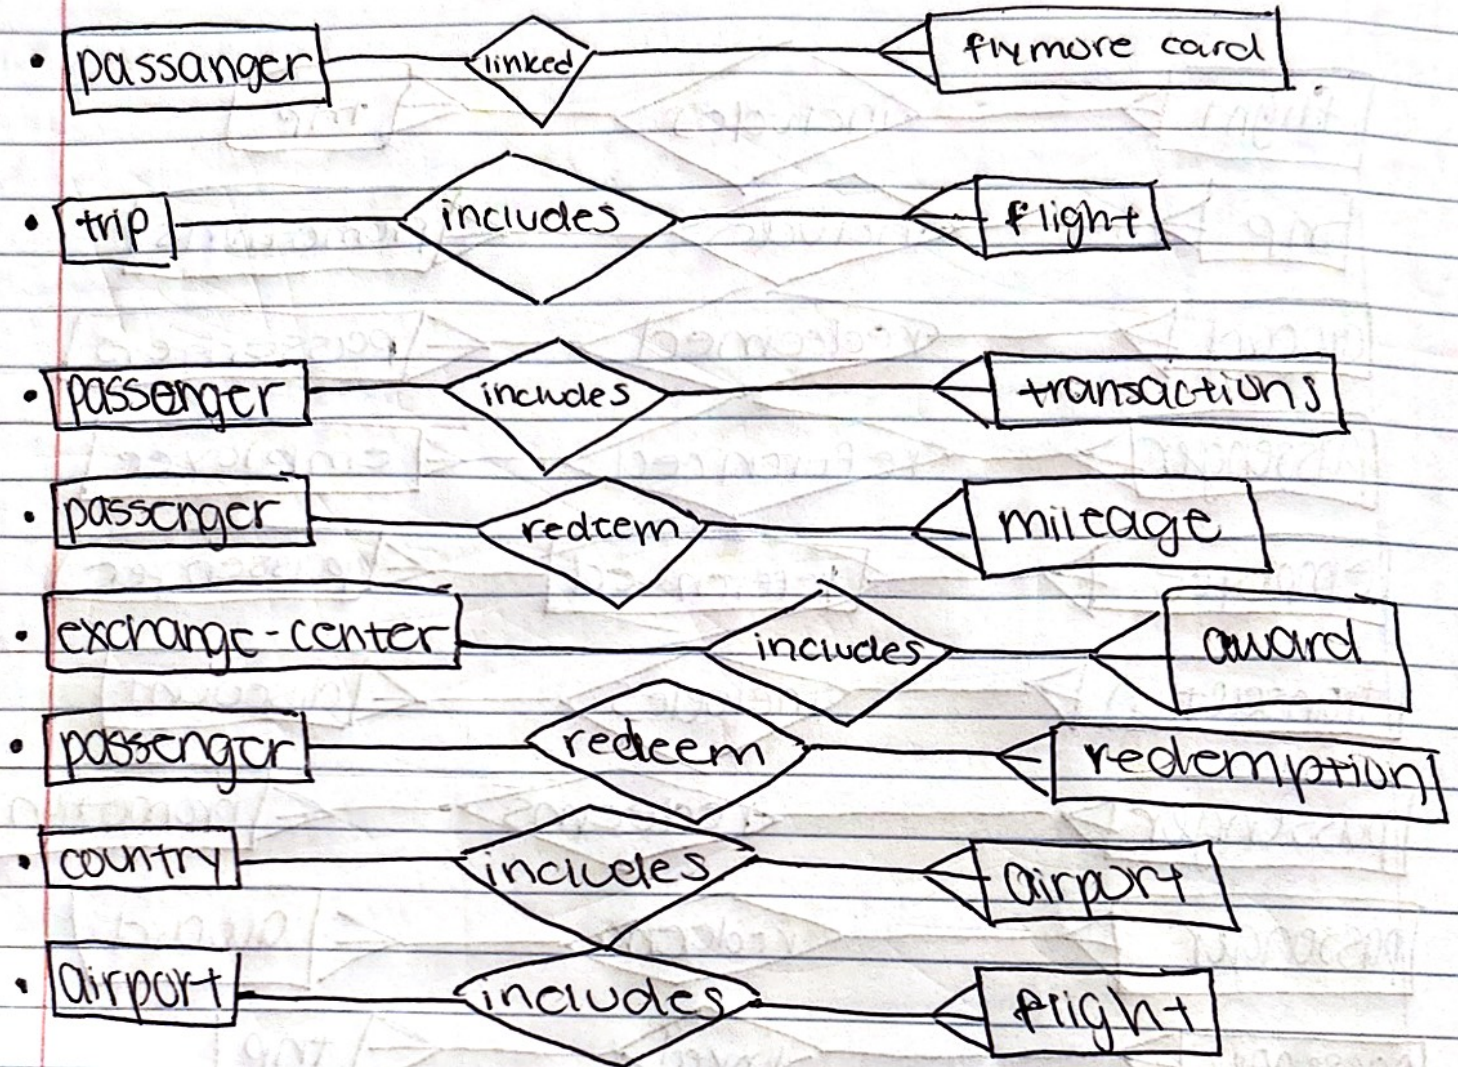 passanger linked flymore card
trip includes flight
passenger includes transactions
passenger redeem mileage
exchange-center includes award
passenger redeem redemption
country includes airport
airport includes flight